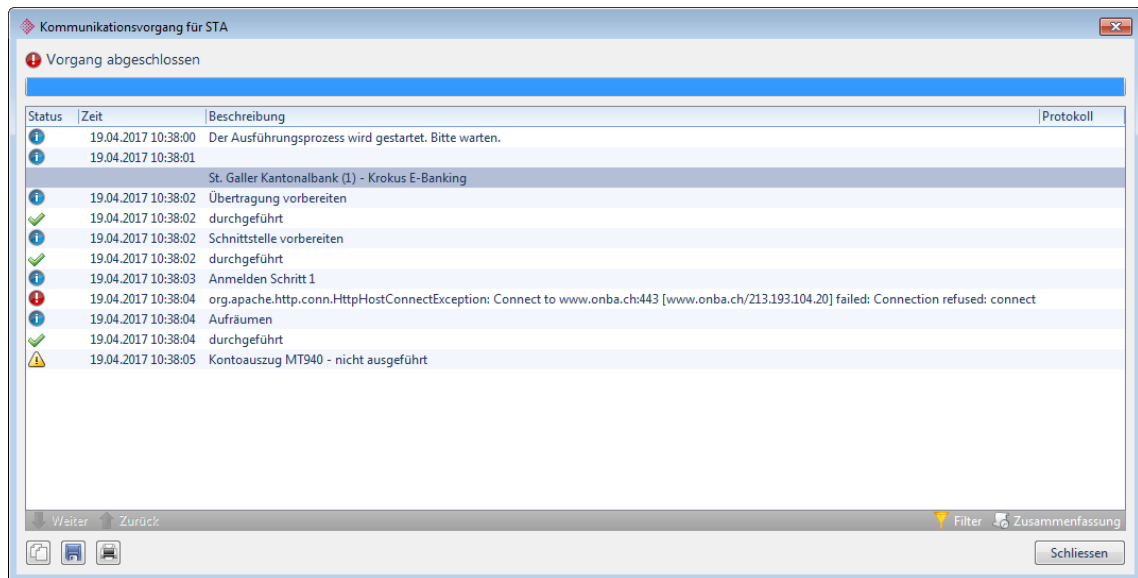 Kommunikationsvorgang für STA
Vorgang abgeschlossen
Status Zeit Beschreibung Protokoll
19.04.2017 10:38:00 Der Ausführungsprozess wird gestartet. Bitte warten.
19.04.2017 10:38:01
St. Galler Kantonalbank (1) - Krokus E-Banking
19.04.2017 10:38:02 Übertragung vorbereiten
19.04.2017 10:38:02 durchgeführt
19.04.2017 10:38:02 Schnittstelle vorbereiten
19.04.2017 10:38:02 durchgeführt
19.04.2017 10:38:03 Anmelden Schritt 1
19.04.2017 10:38:04 org.apache.http.conn.HttpHostConnectException: Connect to www.onba.ch:443 [www.onba.ch/213.193.104.20] failed: Connection refused: connect
19.04.2017 10:38:04 Aufräumen
19.04.2017 10:38:04 durchgeführt
19.04.2017 10:38:05 Kontoauszug MT940 - nicht ausgeführt
Weiter Zurück Filter Zusammenfassung
Schliessen